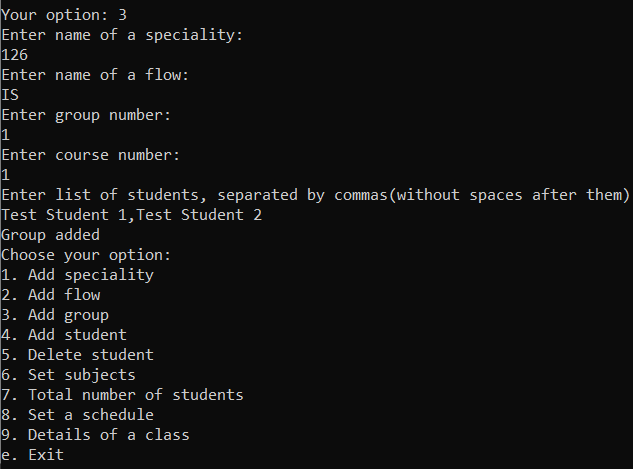 Your option: 3
Enter name of a speciality:
126
Enter name of a flow:
IS
Enter group number:
1
Enter course number:
1
Enter list of students, separated by commas(without spaces after them)
Test Student 1,Test Student 2
Group added
Choose your option:
1. Add speciality
2. Add flow
3. Add group
4. Add student
5. Delete student
6. Set subjects
7. Total number of students
8. Set a schedule
9. Details of a class
e. Exit